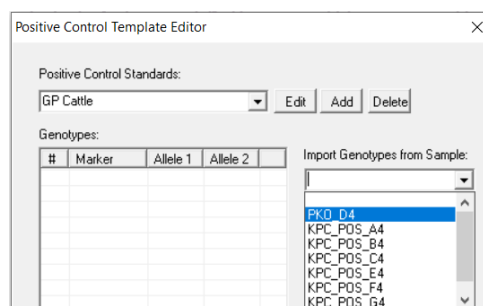 Positive Control Template Editor
Positive Control Standards:
GP Cattle
Edit Add Delete
Genotypes:
# Marker Allele 1 Allele 2
Import Genotypes from Sample:
PKO_D4
KPC_POS_A4
KPC_POS_B4
KPC_POS_C4
KPC_POS_E4
KPC_POS_F4
KPC_POS_G4